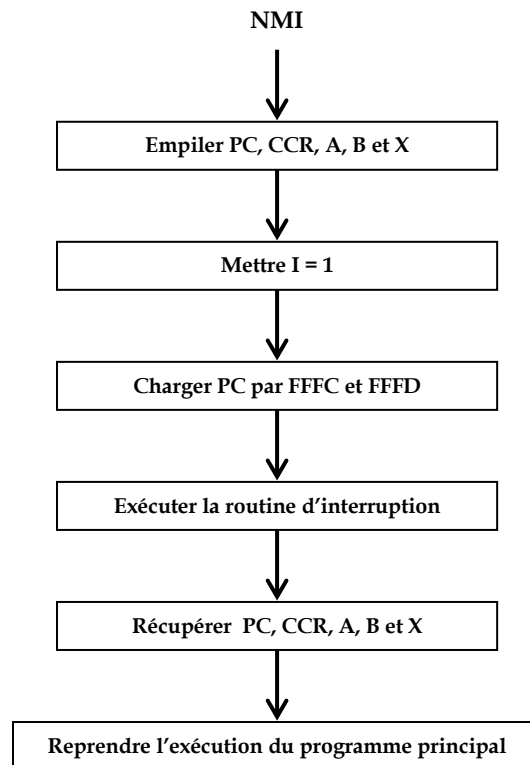 NMI
Empiler PC, CCR, A, B et X
Mettre I = 1
Charger PC par FFFC et FFFD
Exécuter la routine d’interruption
Récupérer PC, CCR, A, B et X
Reprendre l’exécution du programme principal